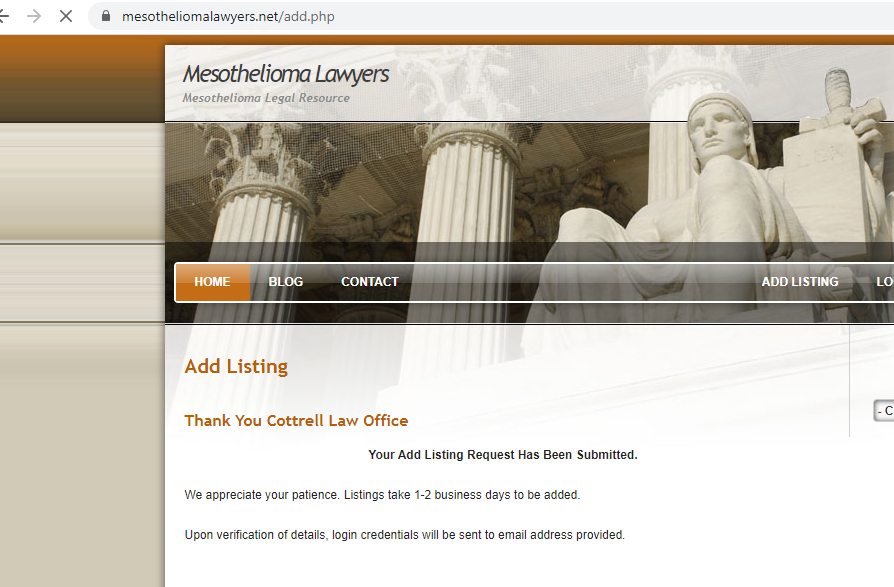 mesotheliomalawyers.net/add.php
Mesothelioma Lawyers
Mesothelioma Legal Resource
LEX
HOME BLOG CONTACT ADD LISTING LO
Add Listing
- C
Thank You Cottrell Law Office
Your Add Listing Request Has Been Submitted.
We appreciate your patience. Listings take 1-2 business days to be added.
Upon verification of details, login credentials will be sent to email address provided.